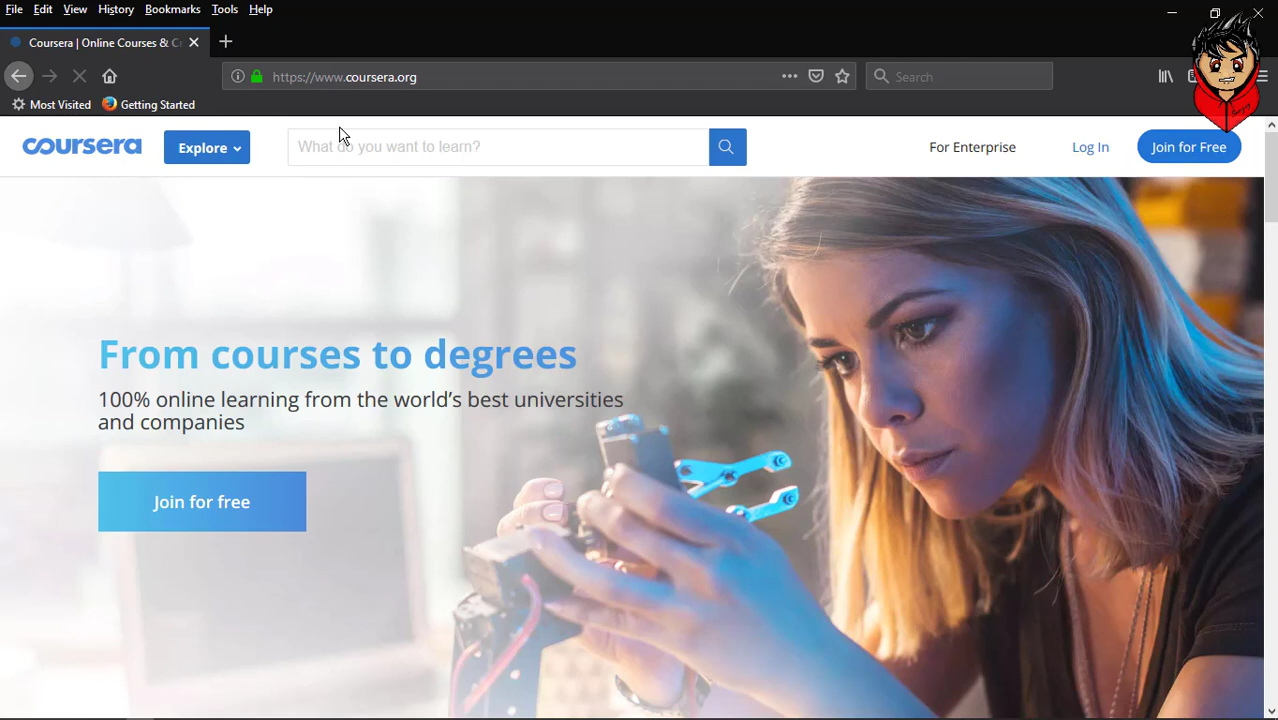 File Edit View History Bookmarks Tools Help
Coursera | Online Courses & C
https://www.coursera.org
Search
Most Visited Getting Started
coursera
Explore
What do you want to learn?
For Enterprise
Log In
Join for Free
From courses to degrees
100% online learning from the world's best universities
and companies
Join for free